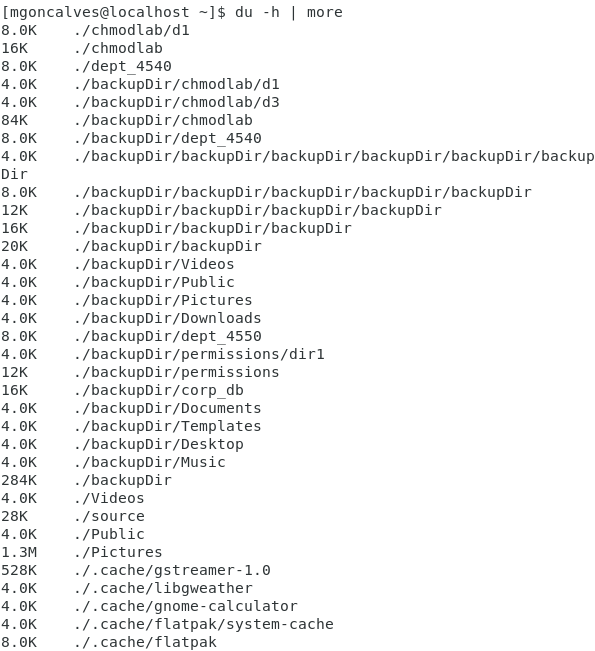 [mgoncalves@localhost ~]$ du -h | more
8.0K    ./chmodlab/d1
16K     ./chmodlab
8.0K    ./dept_4540
4.0K    ./backupDir/chmodlab/d1
4.0K    ./backupDir/chmodlab/d3
84K     ./backupDir/chmodlab
8.0K    ./backupDir/dept_4540
4.0K    ./backupDir/backupDir/backupDir/backupDir/backupDir/backup
Dir
8.0K    ./backupDir/backupDir/backupDir/backupDir/backupDir
12K     ./backupDir/backupDir/backupDir/backupDir
16K     ./backupDir/backupDir/backupDir
20K     ./backupDir/backupDir
4.0K    ./backupDir/Videos
4.0K    ./backupDir/Public
4.0K    ./backupDir/Pictures
4.0K    ./backupDir/Downloads
8.0K    ./backupDir/dept_4550
4.0K    ./backupDir/permissions/dir1
12K     ./backupDir/permissions
16K     ./backupDir/corp_db
4.0K    ./backupDir/Documents
4.0K    ./backupDir/Templates
4.0K    ./backupDir/Desktop
4.0K    ./backupDir/Music
284K    ./backupDir
4.0K    ./Videos
28K     ./source
4.0K    ./Public
1.3M    ./Pictures
528K    ./.cache/gstreamer-1.0
4.0K    ./.cache/libgweather
4.0K    ./.cache/gnome-calculator
4.0K    ./.cache/flatpak/system-cache
8.0K    ./.cache/flatpak